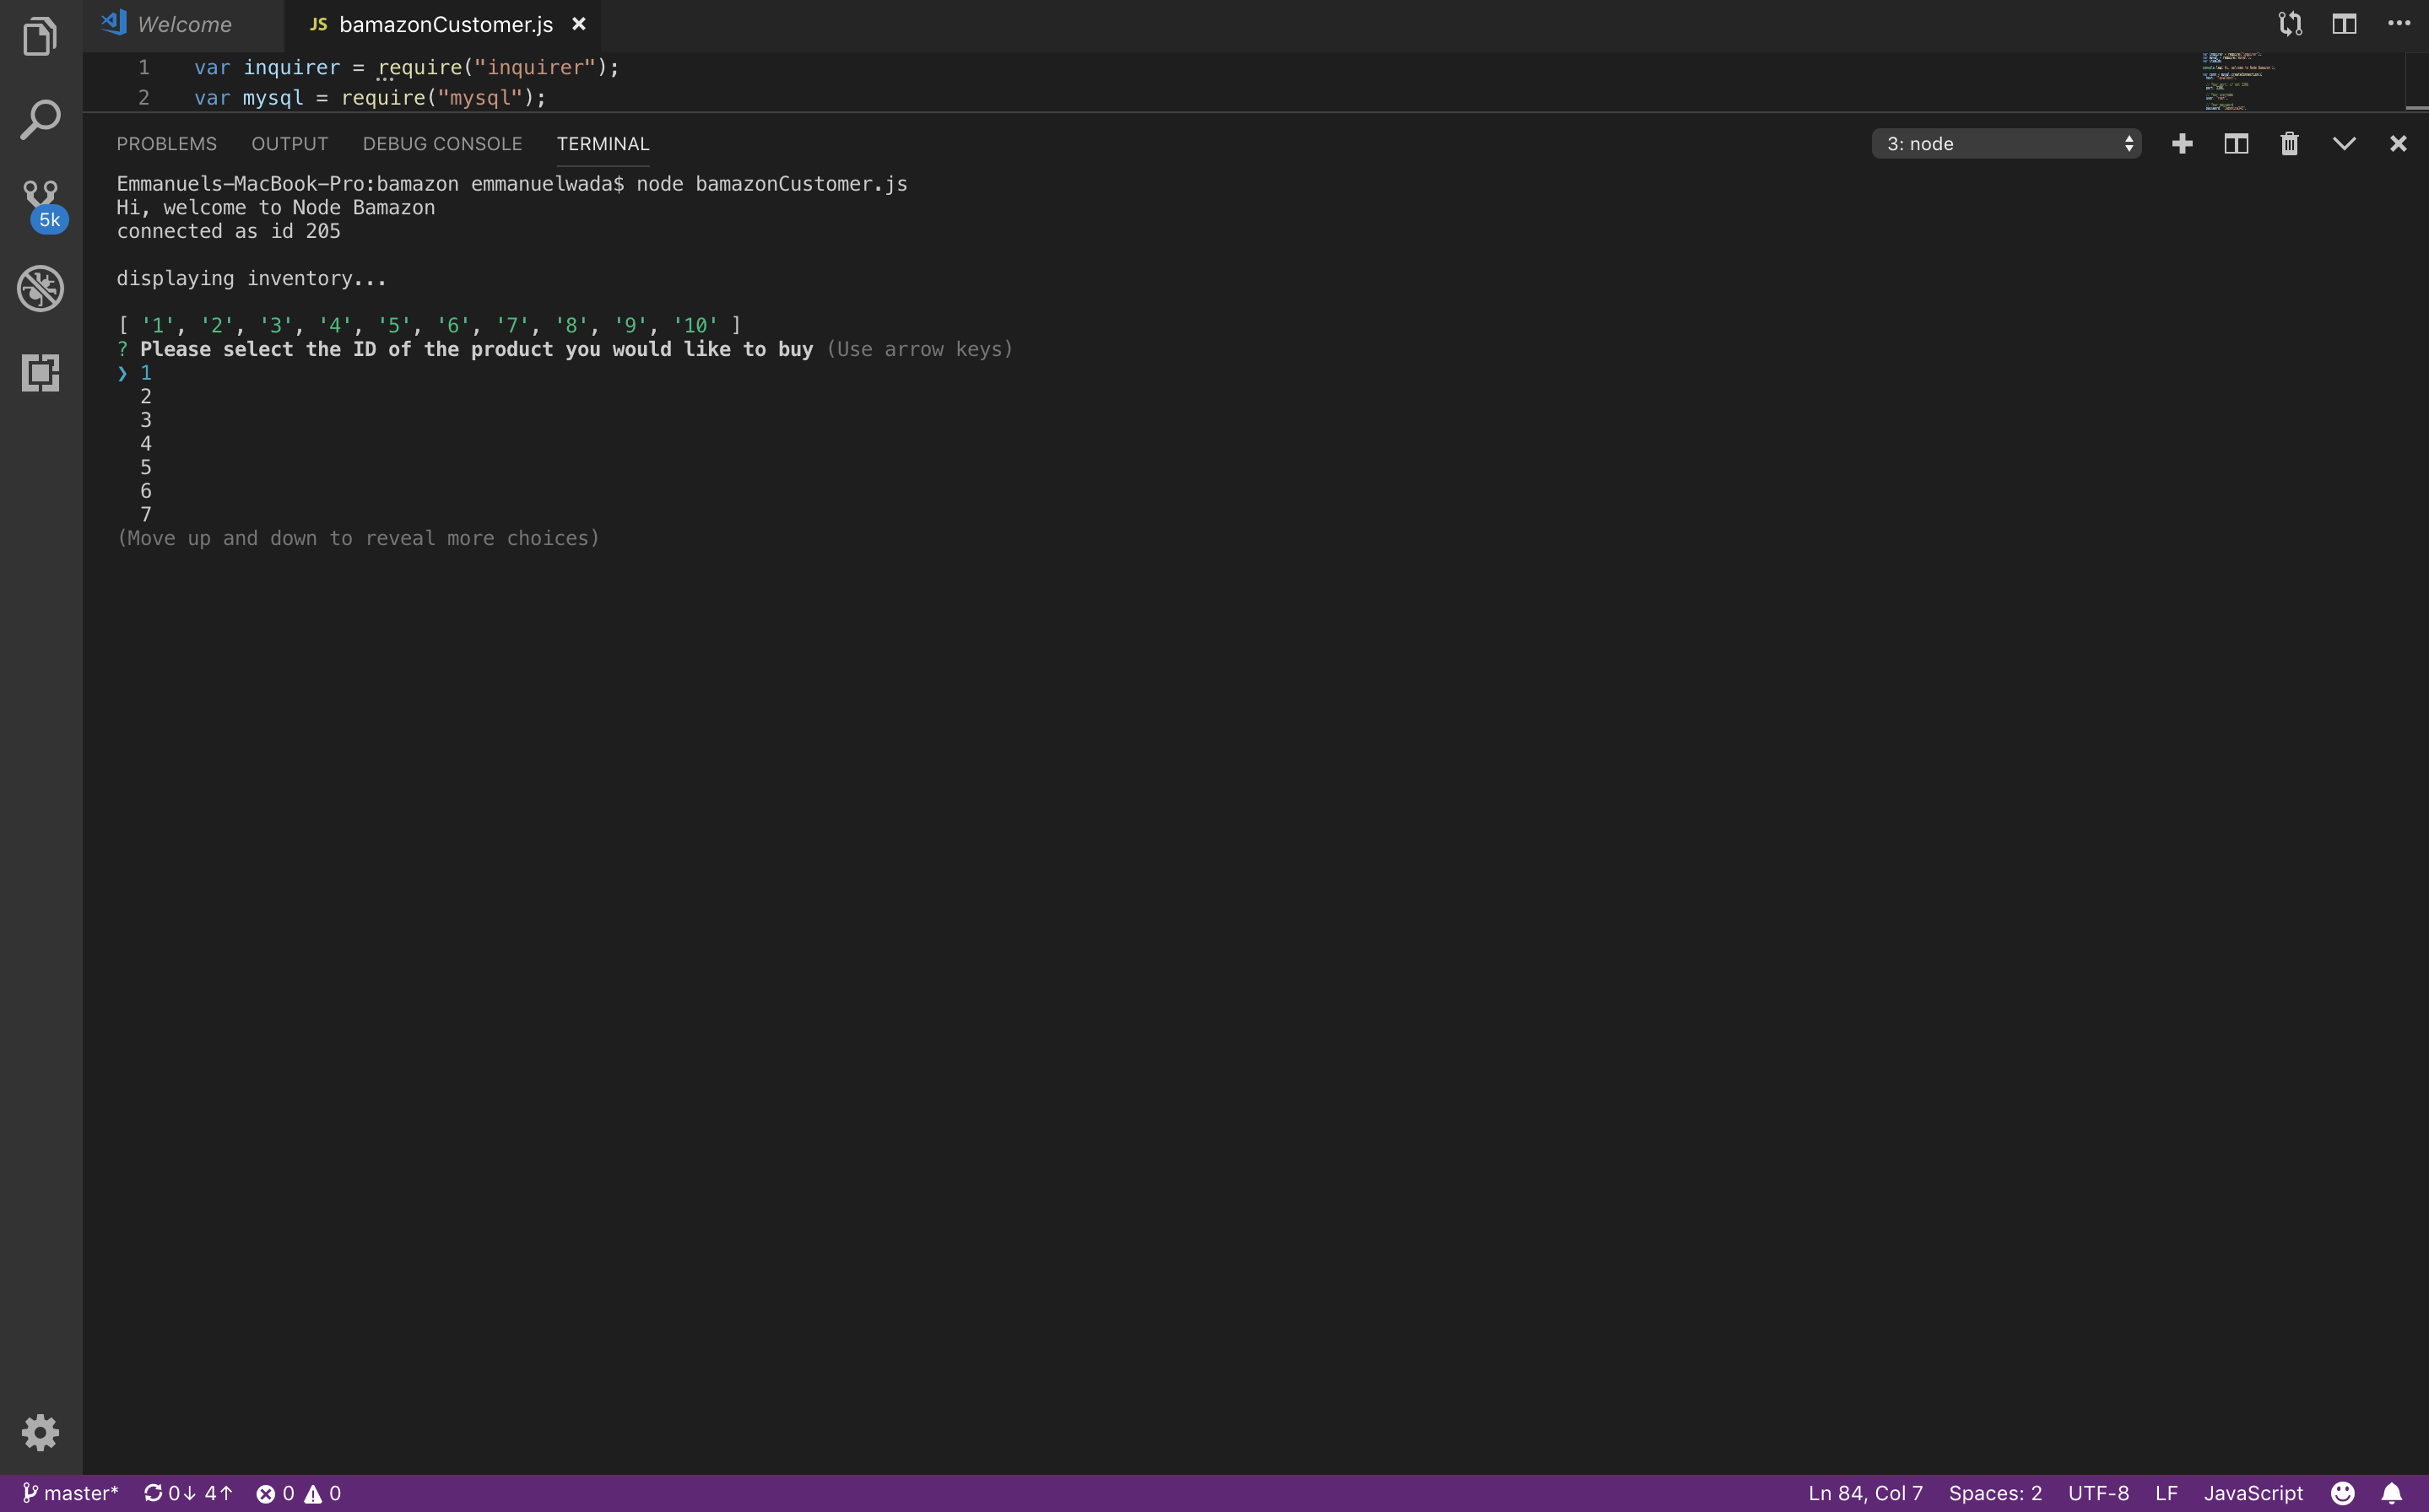 Welcome
JS bamazonCustomer.js
1 var inquirer = require("inquirer");
2 var mysql = require("mysql");
PROBLEMS OUTPUT DEBUG CONSOLE TERMINAL 3: node
Emmanuels-MacBook-Pro:bamazon emmanuelwada$ node bamazonCustomer.js
Hi, welcome to Node Bamazon
connected as id 205
displaying inventory...
[ '1', '2', '3', '4', '5', '6', '7', '8', '9', '10' ]
? Please select the ID of the product you would like to buy (Use arrow keys)
❯ 1
2
3
4
5
6
7
(Move up and down to reveal more choices)
5k
master* 0↓ 4↑ 0 0 Ln 84, Col 7 Spaces: 2 UTF-8 LF JavaScript